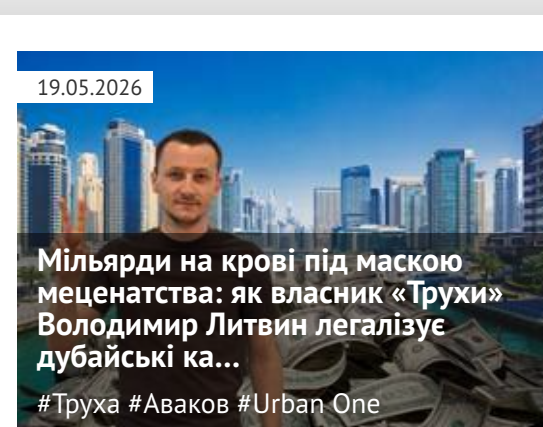 19.05.2026
Мільярди на крові під маскою
меценатства: як власник «Трухи»
Володимир Литвин легалізує
дубайські ка...
#Труха #Аваков #Urban One